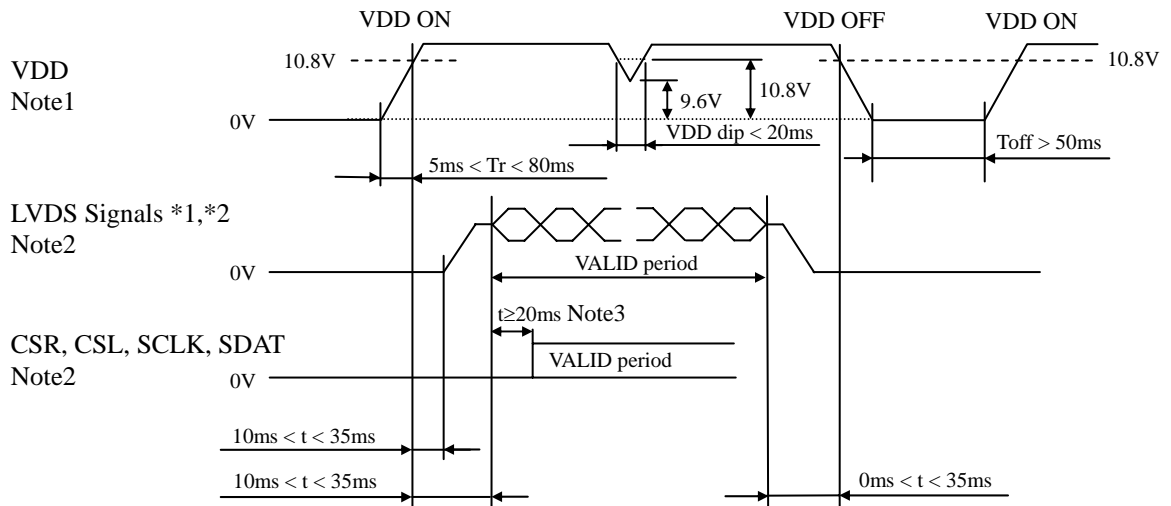 VDD ON
VDD OFF
VDD ON
10.8V
10.8V
VDD
Note1
10.8V
9.6V
0V
VDD dip < 20ms
Toff > 50ms
5ms < Tr < 80ms
LVDS Signals *1,*2
Note2
0V
VALID period
t≥20ms Note3
CSR, CSL, SCLK, SDAT
Note2
VALID period
0V
10ms < t < 35ms
10ms < t < 35ms
0ms < t < 35ms